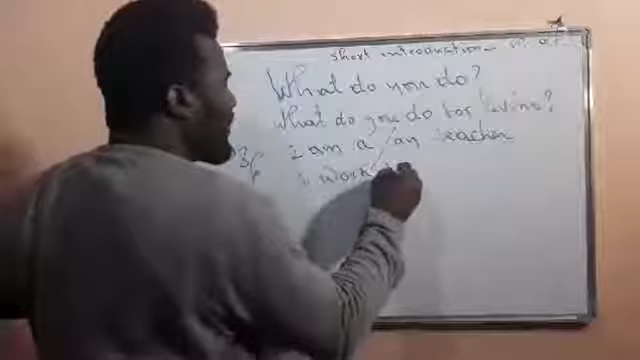 short introduction
What do you do?
What do you do for living?
I am a / an teacher
I work